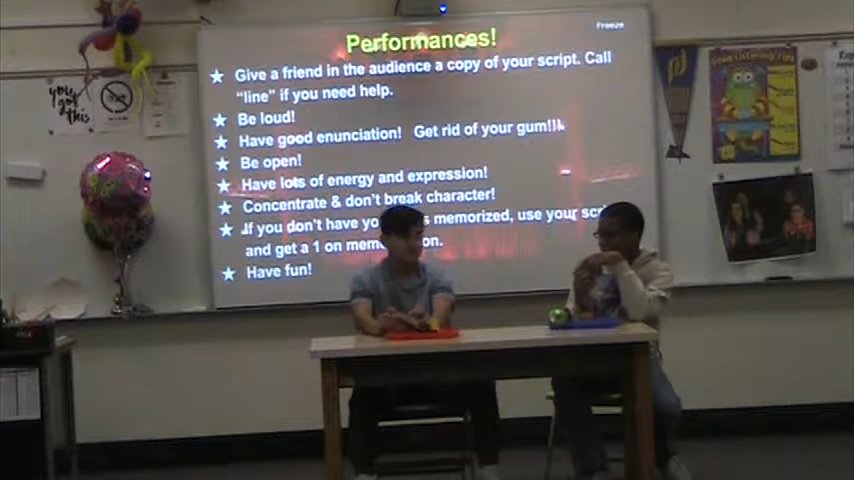 Freeze
Performances!
Give a friend in the audience a copy of your script. Call
"line" if you need help.
Be loud!
Have good enunciation! Get rid of your gum!!
Be open!
Have lots of energy and expression!
Concentrate & don't break character!
If you don't have memorized, use your
and get a 1 on
Have fun!
you
got
this